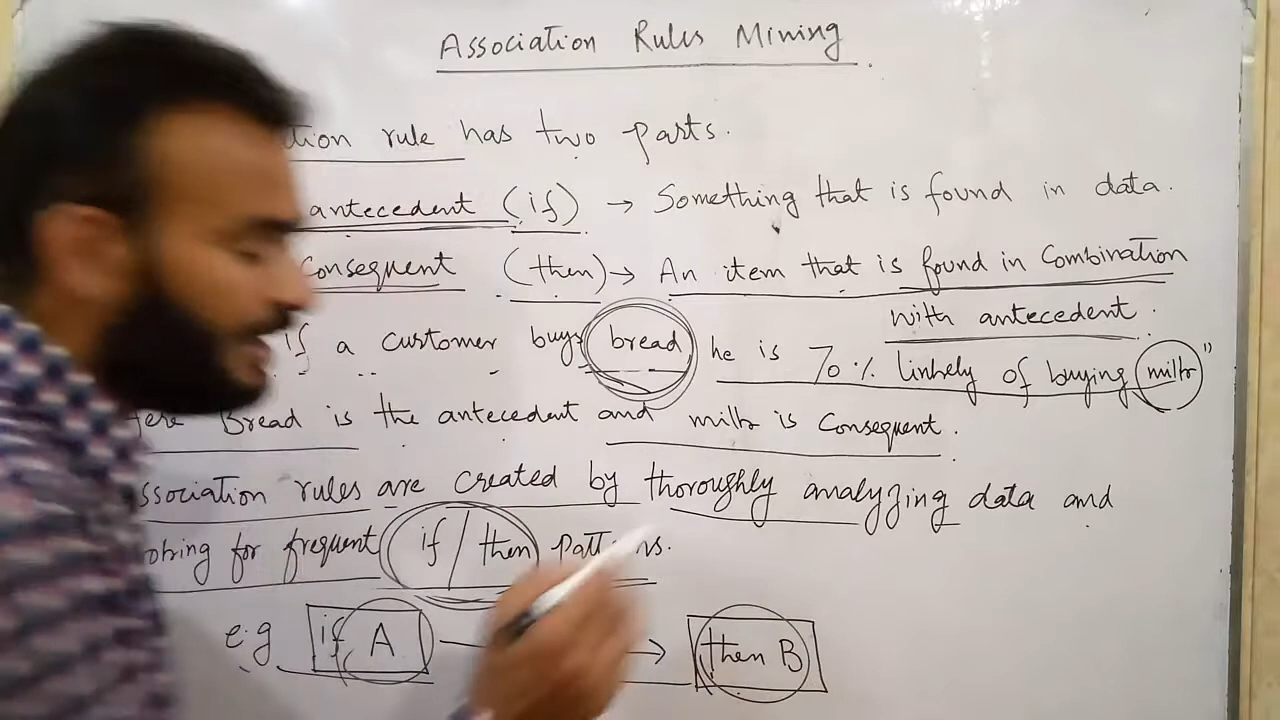 Association Rules Mining
tion rule has two parts.
antecedent (if) → Something that is found in data.
Consequent (then) → An item that is found in Combination
with antecedent.
if a customer buys bread, he is 70% likely of buying milk"
ere Bread is the antecedent and milk is Consequent.
ssociation rules are created by thoroughly analyzing data and
oking for frequent if / then patterns.
e.g if A → then B